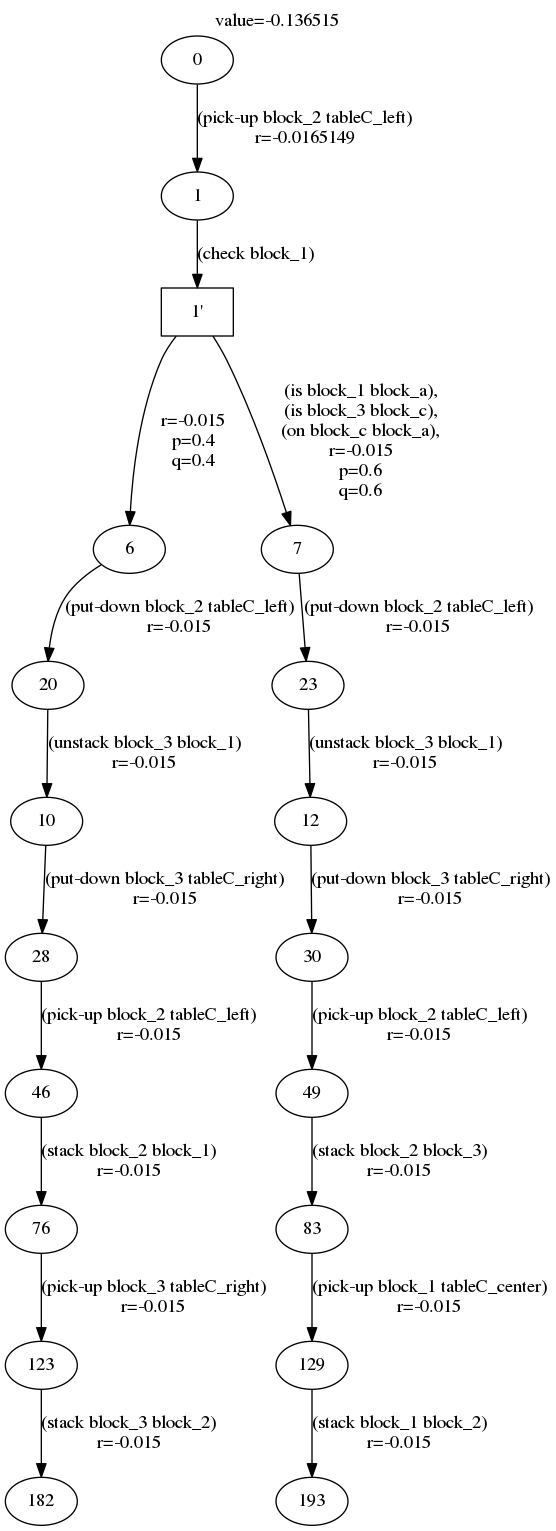 value=-0.136515
0
(pick-up block_2 tableC_left)
r=-0.0165149
1
(check block_1)
1'
(is block_1 block_a),
(is block_3 block_c),
(on block_c block_a),
r=-0.015
p=0.6
q=0.6
r=-0.015
p=0.4
q=0.4
6
7
(put-down block_2 tableC_left)
r=-0.015
(put-down block_2 tableC_left)
r=-0.015
20
23
(unstack block_3 block_1)
r=-0.015
(unstack block_3 block_1)
r=-0.015
10
12
(put-down block_3 tableC_right)
r=-0.015
(put-down block_3 tableC_right)
r=-0.015
28
30
(pick-up block_2 tableC_left)
r=-0.015
(pick-up block_2 tableC_left)
r=-0.015
46
49
(stack block_2 block_1)
r=-0.015
(stack block_2 block_3)
r=-0.015
76
83
(pick-up block_3 tableC_right)
r=-0.015
(pick-up block_1 tableC_center)
r=-0.015
123
129
(stack block_3 block_2)
r=-0.015
(stack block_1 block_2)
r=-0.015
182
193